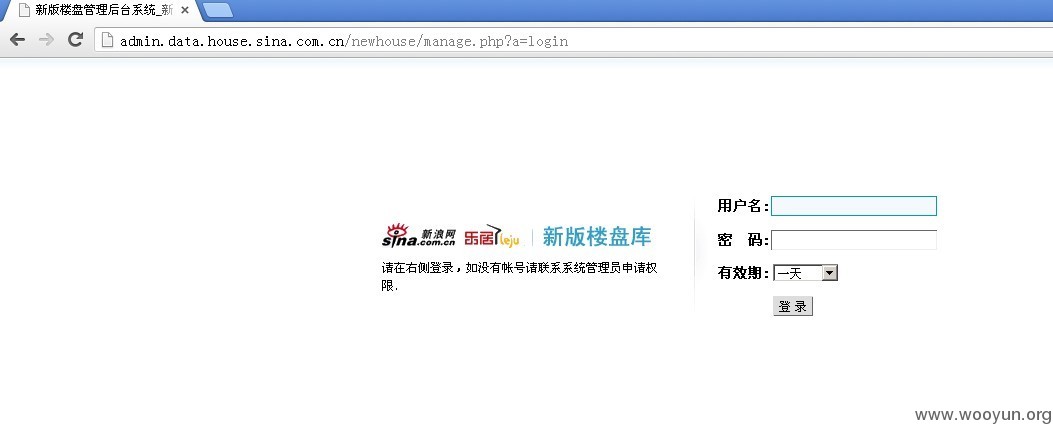 新版楼盘管理后台系统_新
admin.data.house.sina.com.cn/newhouse/manage.php?a=login
sina 新浪网 .com.cn 乐居 leju 新版楼盘库
请在右侧登录，如没有帐号请联系系统管理员申请权
限.
用户名:
密 码:
有效期: 一天
登 录
www.wooyun.org